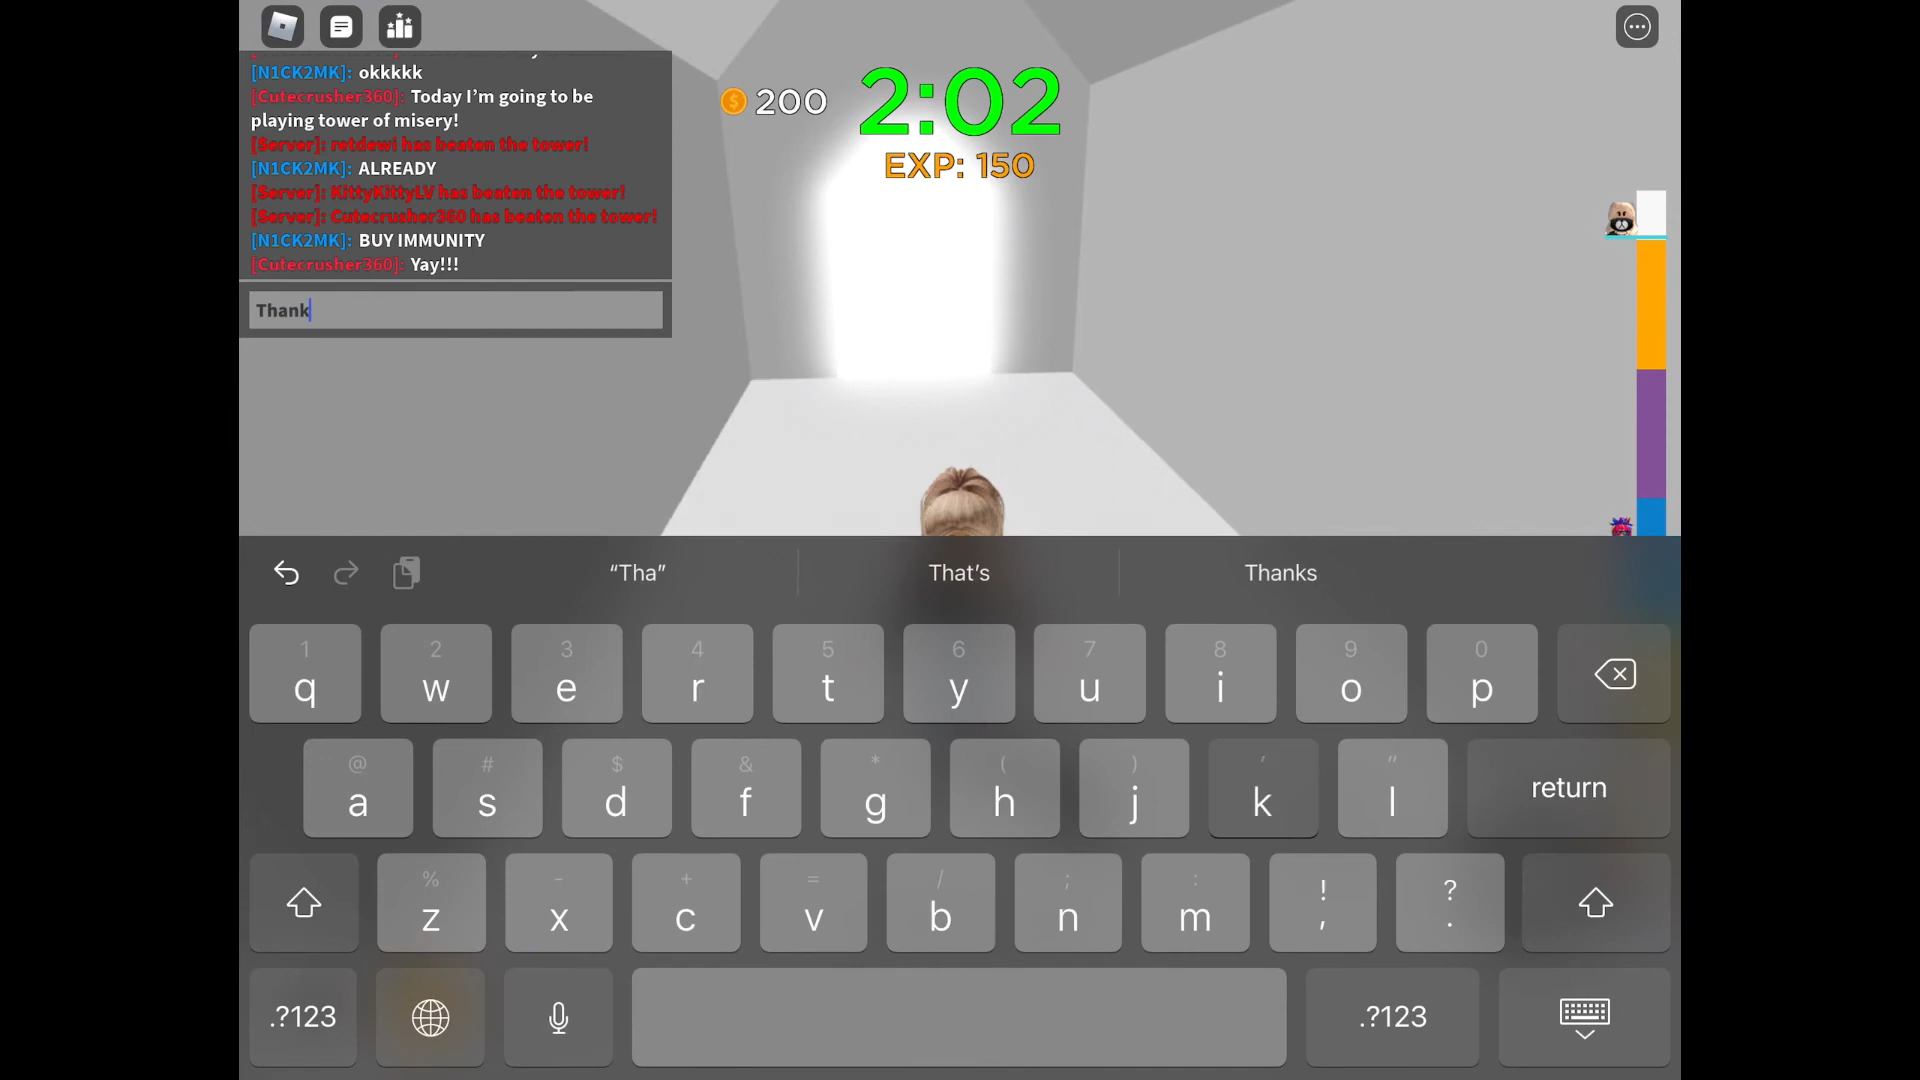 [N1CK2MK]: okkkkk
[Cutecrusher360]: Today I’m going to be
playing tower of misery!
[Server]: retdewi has beaten the tower!
[N1CK2MK]: ALREADY
[Server]: KittyKittyLV has beaten the tower!
[Server]: Cutecrusher360 has beaten the tower!
[N1CK2MK]: BUY IMMUNITY
[Cutecrusher360]: Yay!!!
Thank
200
2:02
EXP: 150
“Tha” That’s Thanks
1 2 3 4 5 6 7 8 9 0
q w e r t y u i o p
@ # $ & * ( ) ’ ”
a s d f g h j k l return
% - + = / ; : ! ?
z x c v b n m , .
.?123 .?123